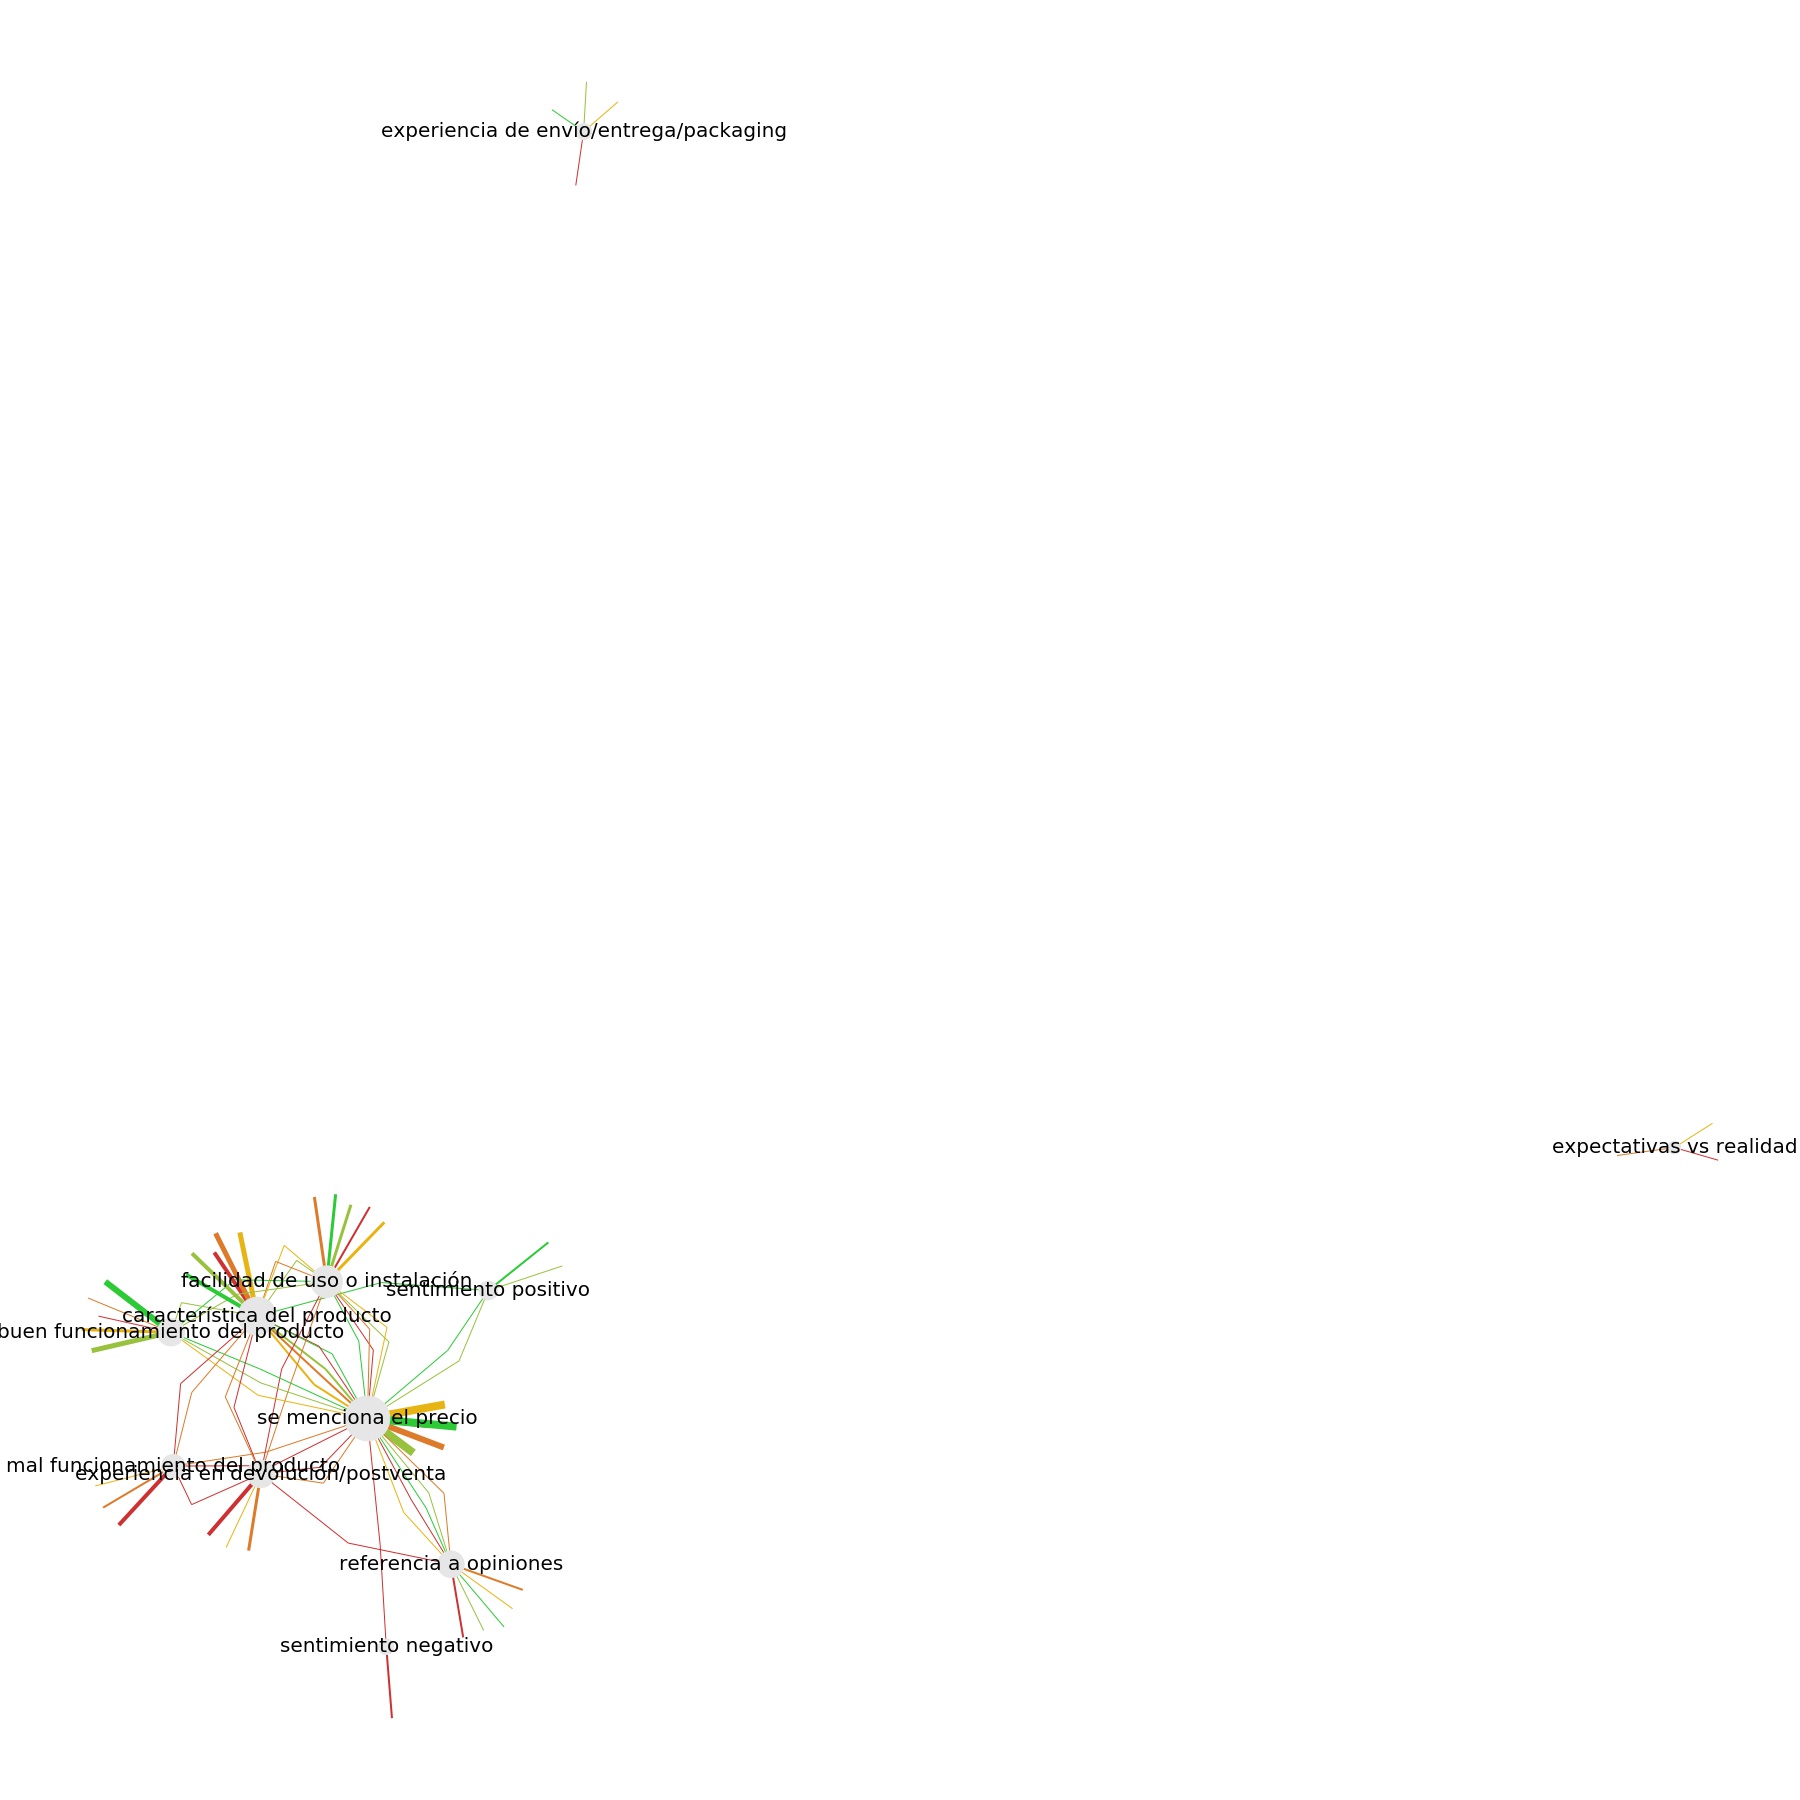 experiencia de envío/entrega/packaging
expectativas vs realidad
facilidad de uso o instalación
sentimiento positivo
característica del producto
buen funcionamiento del producto
se menciona el precio
mal funcionamiento del producto
experiencia en devolución/postventa
referencia a opiniones
sentimiento negativo